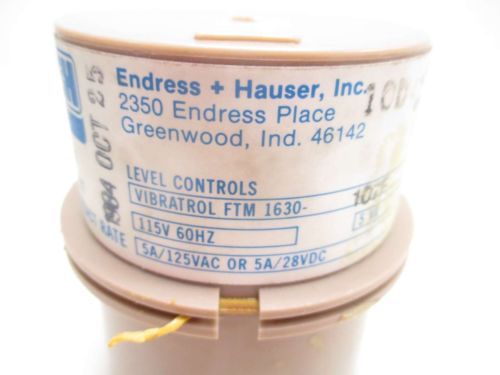 Endress + Hauser, Inc.
2350 Endress Place
Greenwood, Ind. 46142
OCT 25
LEVEL CONTROLS
VIBRATROL FTM 1630-
115V 60HZ
RATE
5A/125VAC OR 5A/28VDC